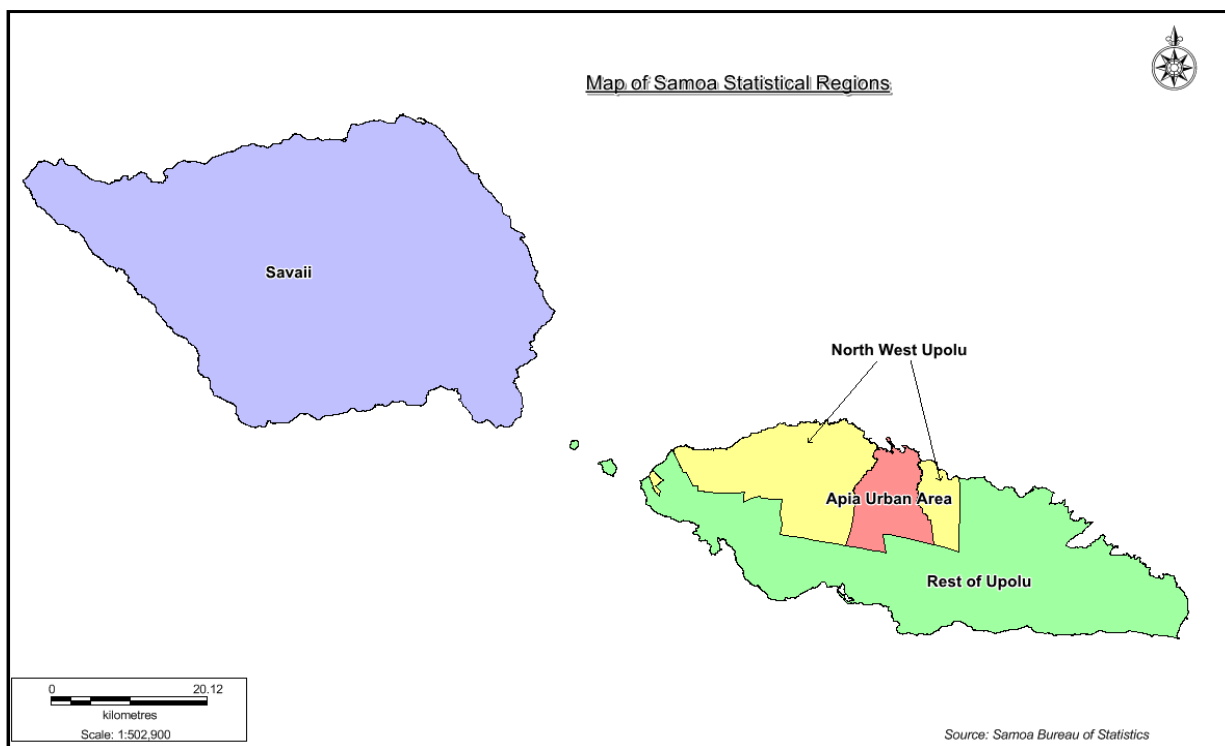 Map of Samoa Statistical Regions
Savaii
North West Upolu
Apia Urban Area
Rest of Upolu
0 20.12
kilometres
Scale: 1:502,900
Source: Samoa Bureau of Statistics